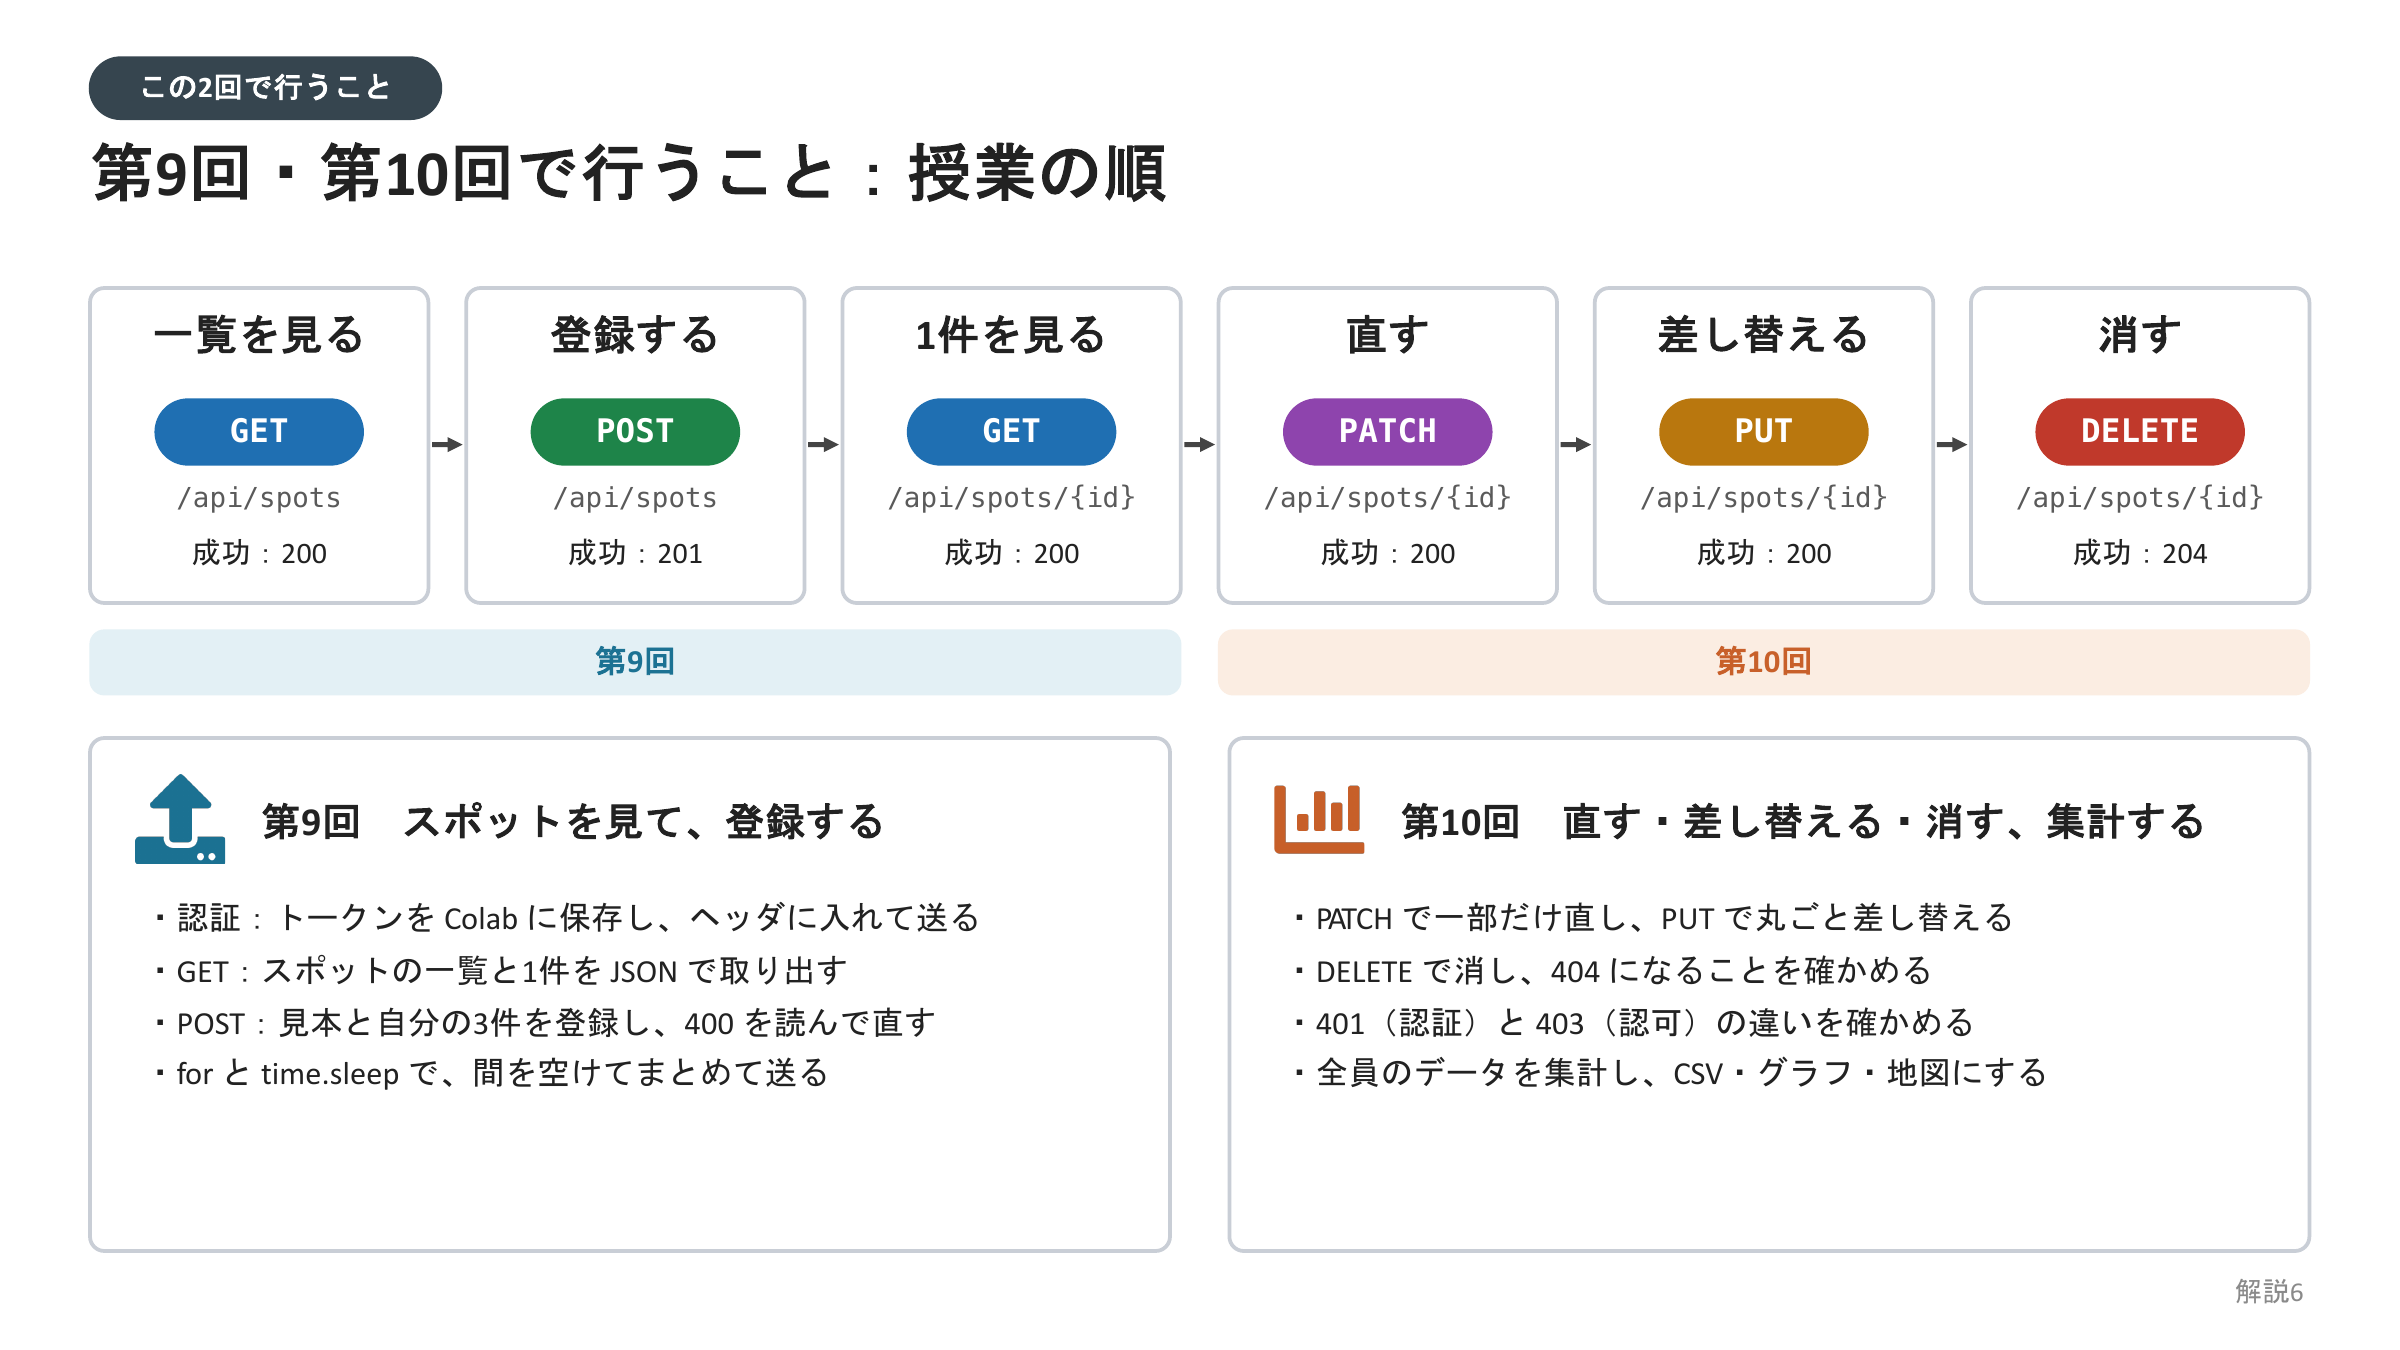 この2回で行うこと
第9回・第10回で行うこと：授業の順
一覧を見る
GET
/api/spots
成功：200
登録する
POST
/api/spots
成功：201
1件を見る
GET
/api/spots/{id}
成功：200
直す
PATCH
/api/spots/{id}
成功：200
差し替える
PUT
/api/spots/{id}
成功：200
消す
DELETE
/api/spots/{id}
成功：204
第9回
第10回
第9回　スポットを見て、登録する
・認証：トークンを Colab に保存し、ヘッダに入れて送る
・GET：スポットの一覧と1件を JSON で取り出す
・POST：見本と自分の3件を登録し、400 を読んで直す
・for と time.sleep で、間を空けてまとめて送る
第10回　直す・差し替える・消す、集計する
・PATCH で一部だけ直し、PUT で丸ごと差し替える
・DELETE で消し、404 になることを確かめる
・401（認証）と 403（認可）の違いを確かめる
・全員のデータを集計し、CSV・グラフ・地図にする
解説6